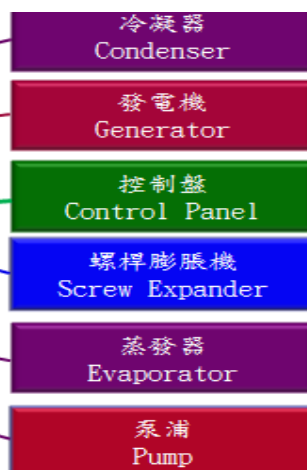 冷凝器
Condenser
發電機
Generator
控制盤
Control Panel
螺桿膨脹機
Screw Expander
蒸發器
Evaporator
泵浦
Pump